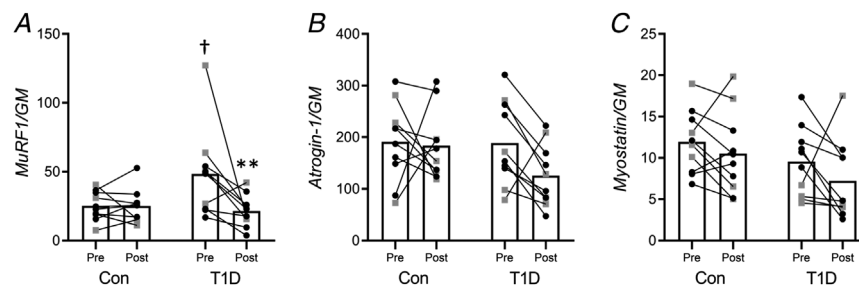 A
MuRF1/GM
150
100
50
0
†
**
Pre Post Pre Post
Con T1D
B
Atrogin-1/GM
400
300
200
100
0
Pre Post Pre Post
Con T1D
C
Myostatin/GM
25
20
15
10
5
0
Pre Post Pre Post
Con T1D